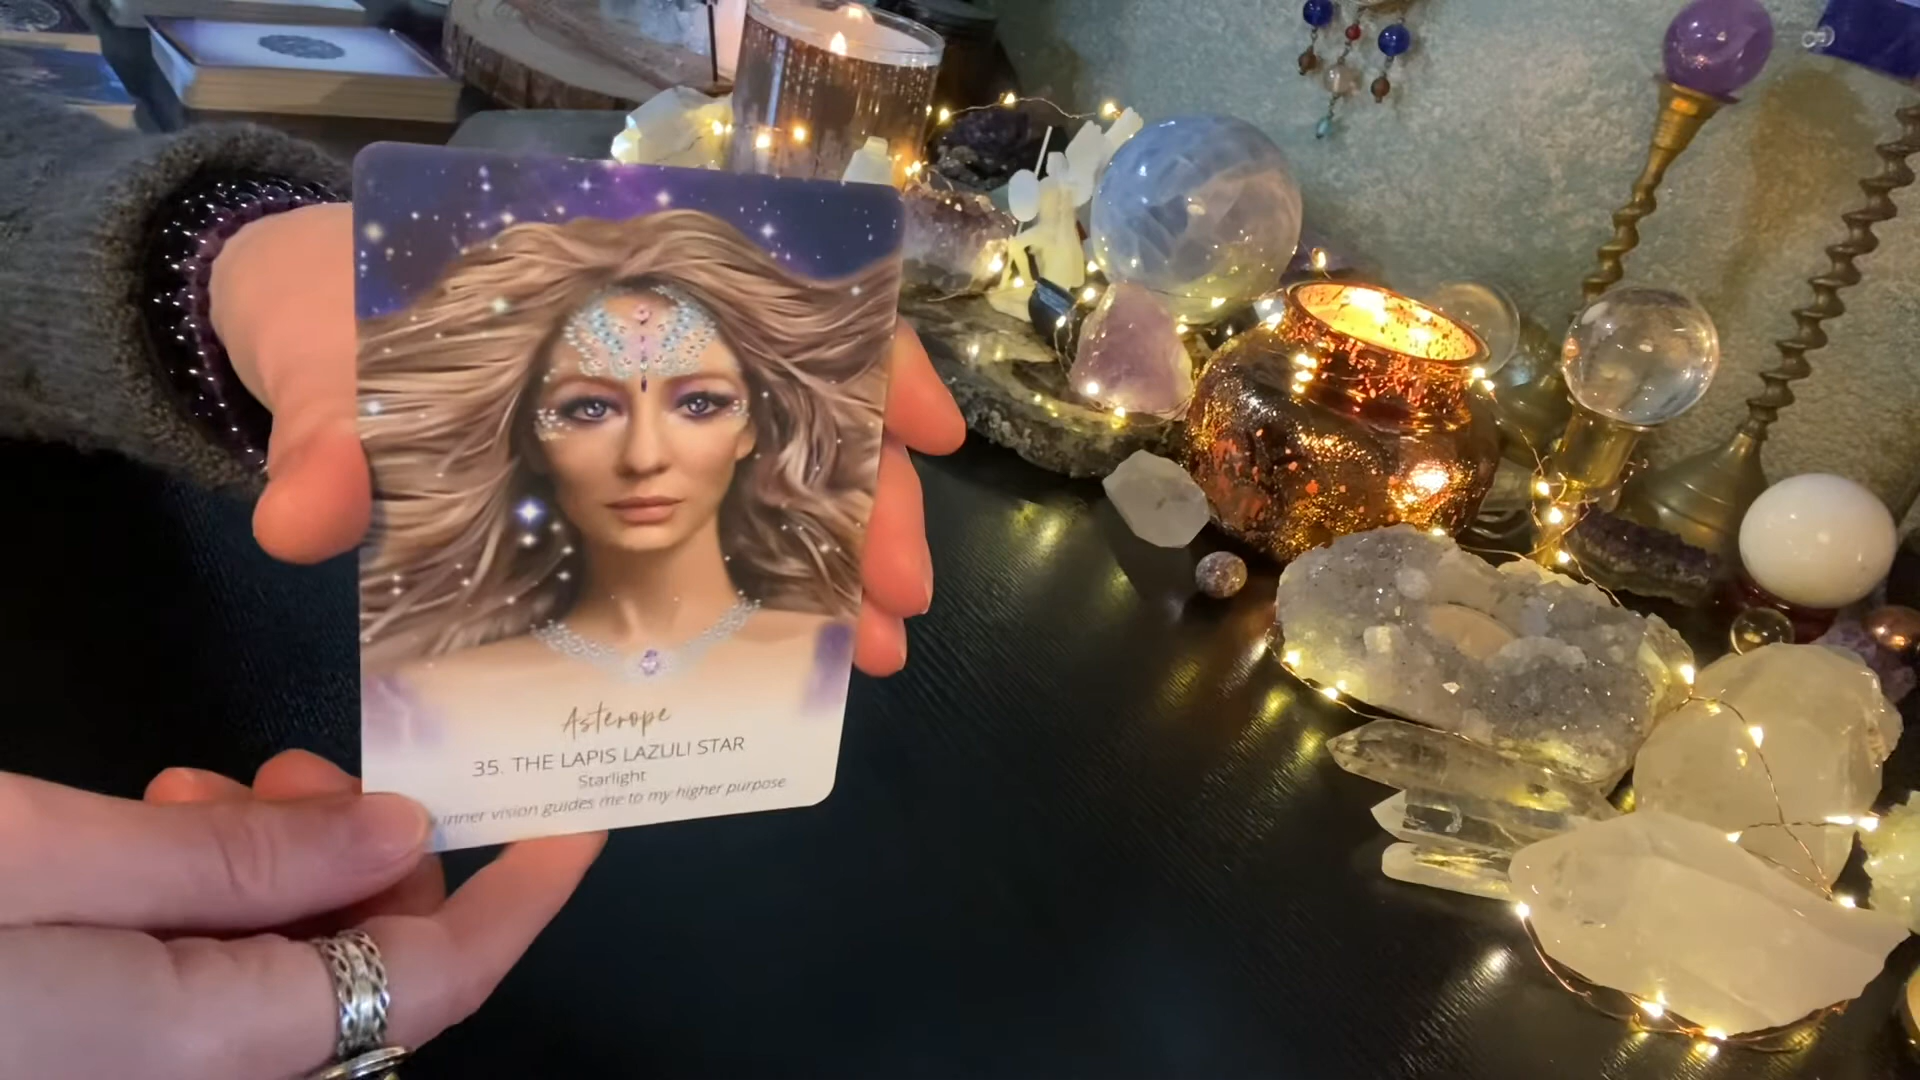 Asterope
35. THE LAPIS LAZULI STAR
Starlight
inner vision guides me to my higher purpose